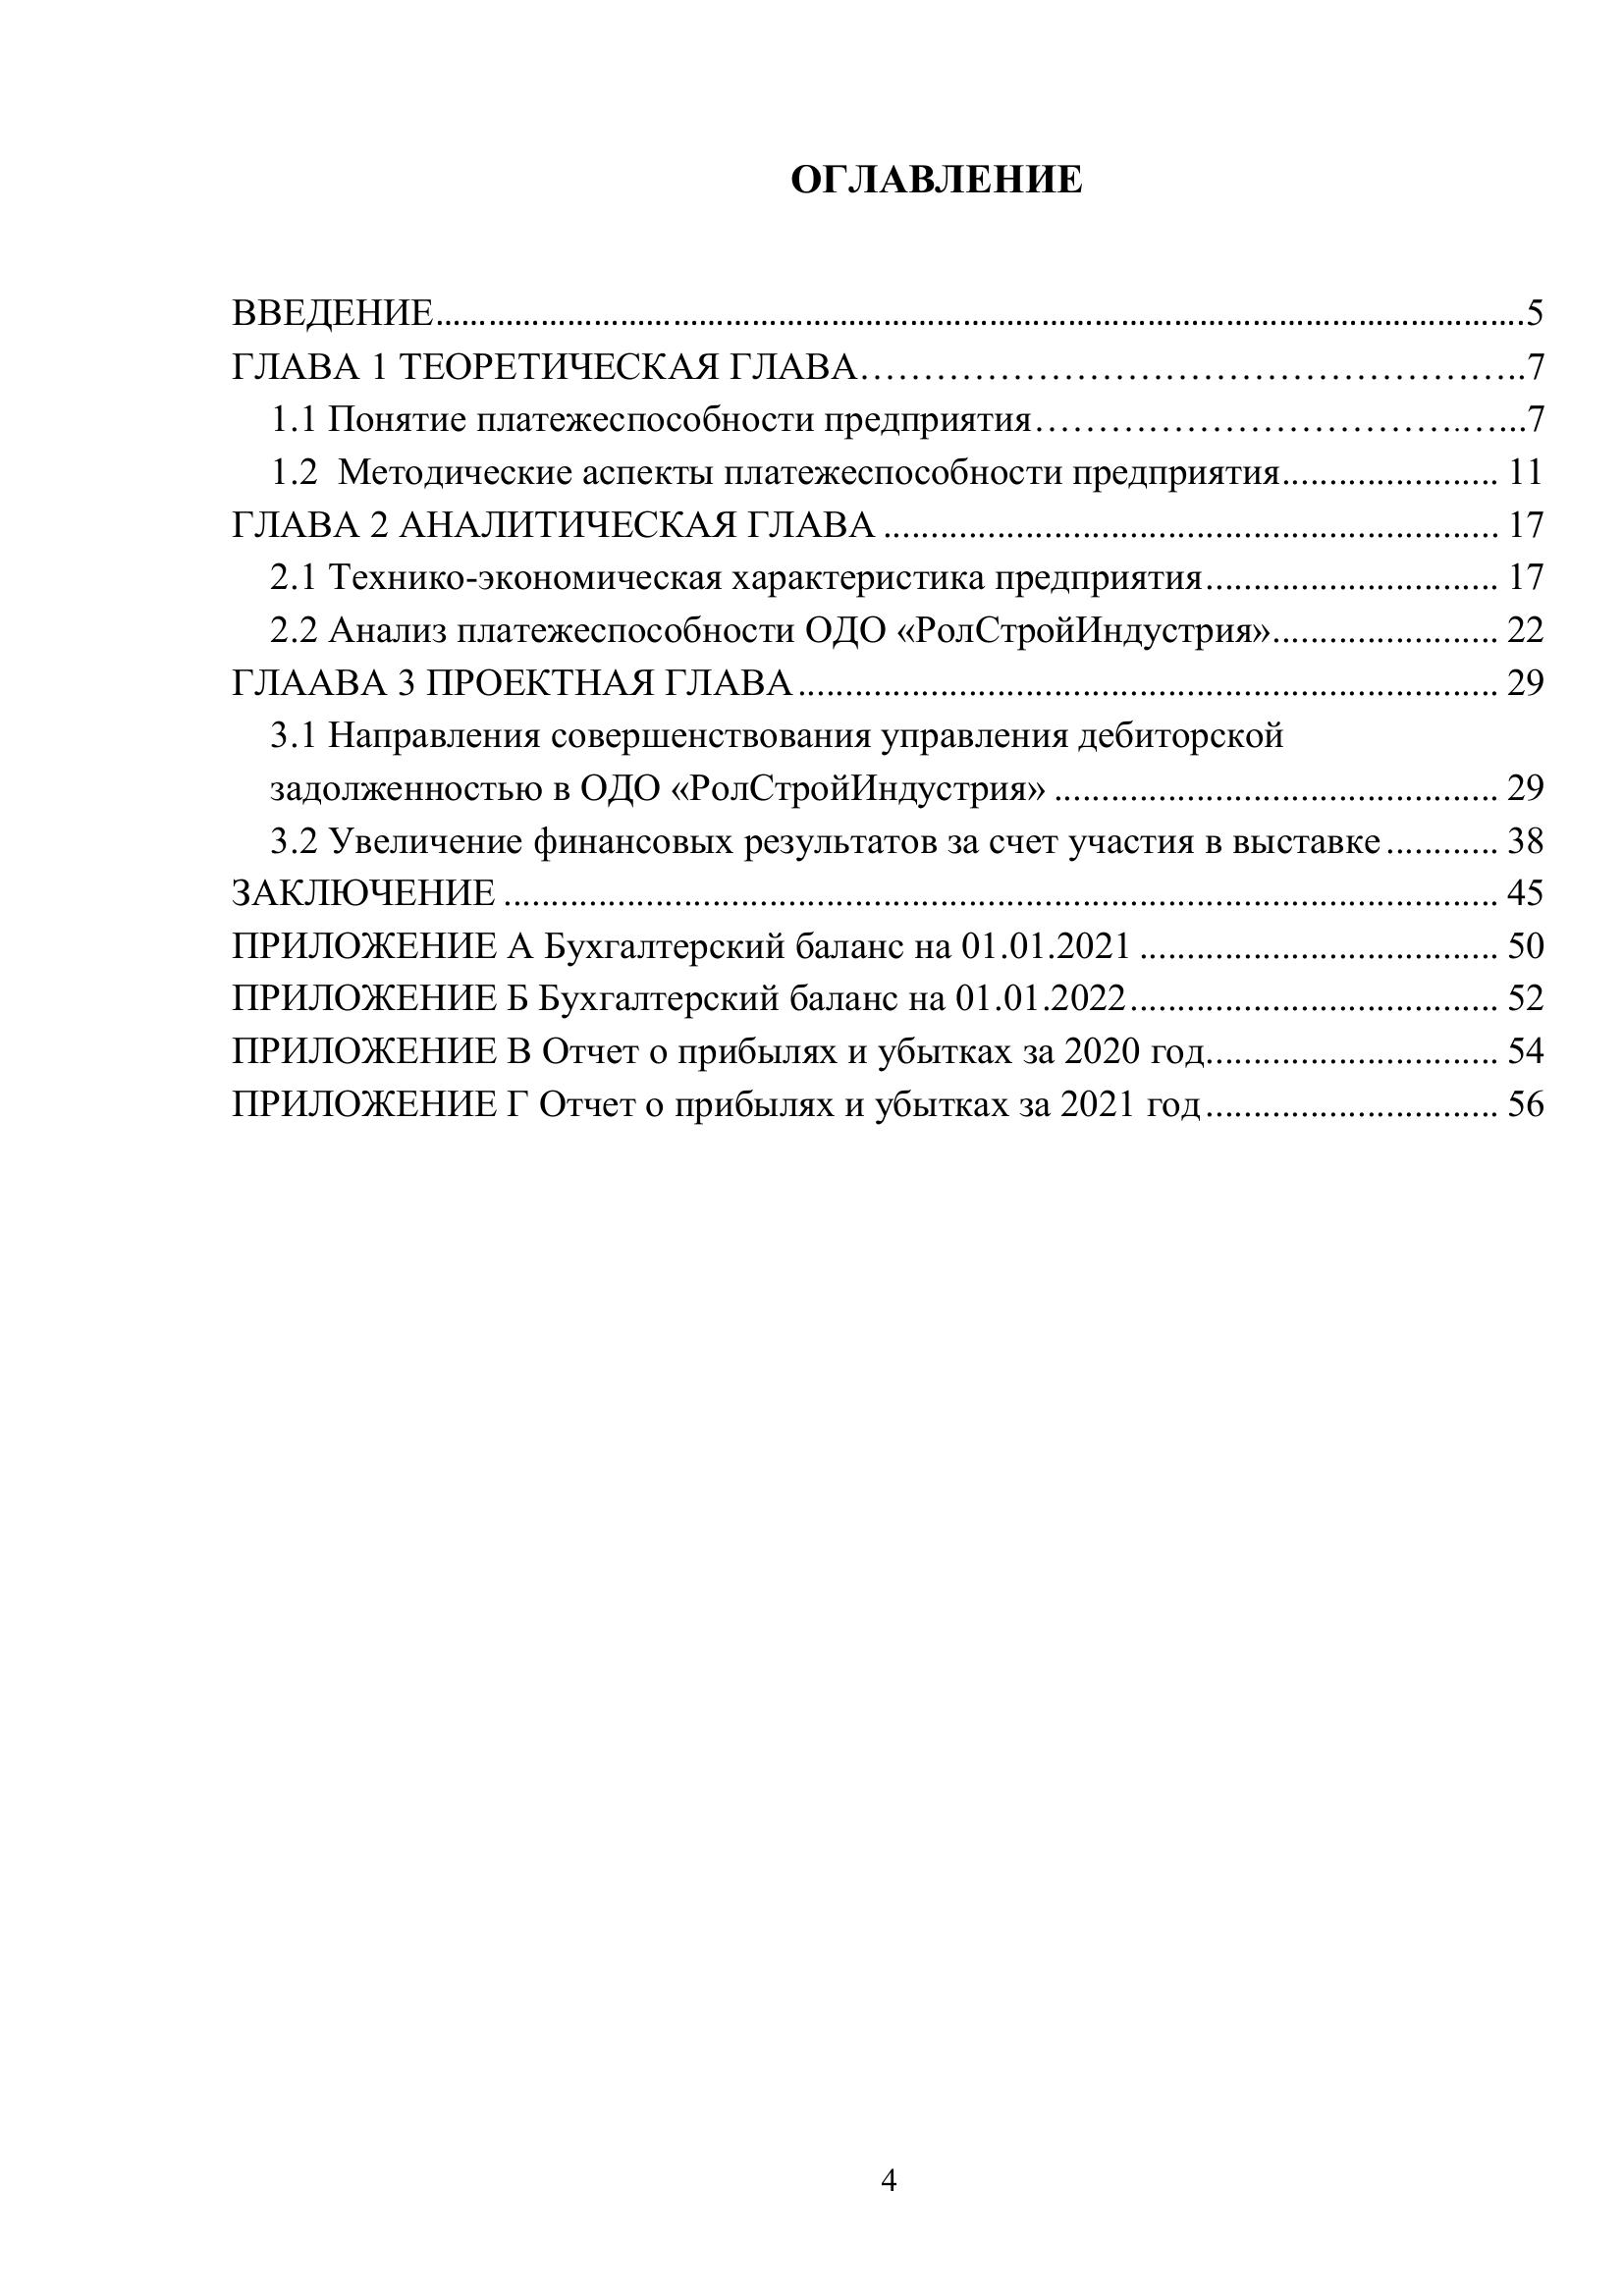 ОГЛАВЛЕНИЕ
ВВЕДЕНИЕ....................................................................................................................5
ГЛАВА 1 ТЕОРЕТИЧЕСКАЯ ГЛАВА……………………………………………..7
1.1 Понятие платежеспособности предприятия…………………………….…...7
1.2  Методические аспекты платежеспособности предприятия....................... 11
ГЛАВА 2 АНАЛИТИЧЕСКАЯ ГЛАВА ................................................................. 17
2.1 Технико-экономическая характеристика предприятия............................... 17
2.2 Анализ платежеспособности ОДО «РолСтройИндустрия»........................ 22
ГЛААВА 3 ПРОЕКТНАЯ ГЛАВА.......................................................................... 29
3.1 Направления совершенствования управления дебиторской
задолженностью в ОДО «РолСтройИндустрия» ............................................... 29
3.2 Увеличение финансовых результатов за счет участия в выставке............ 38
ЗАКЛЮЧЕНИЕ ......................................................................................................... 45
ПРИЛОЖЕНИЕ А Бухгалтерский баланс на 01.01.2021 ...................................... 50
ПРИЛОЖЕНИЕ Б Бухгалтерский баланс на 01.01.2022....................................... 52
ПРИЛОЖЕНИЕ В Отчет о прибылях и убытках за 2020 год............................... 54
ПРИЛОЖЕНИЕ Г Отчет о прибылях и убытках за 2021 год............................... 56
4